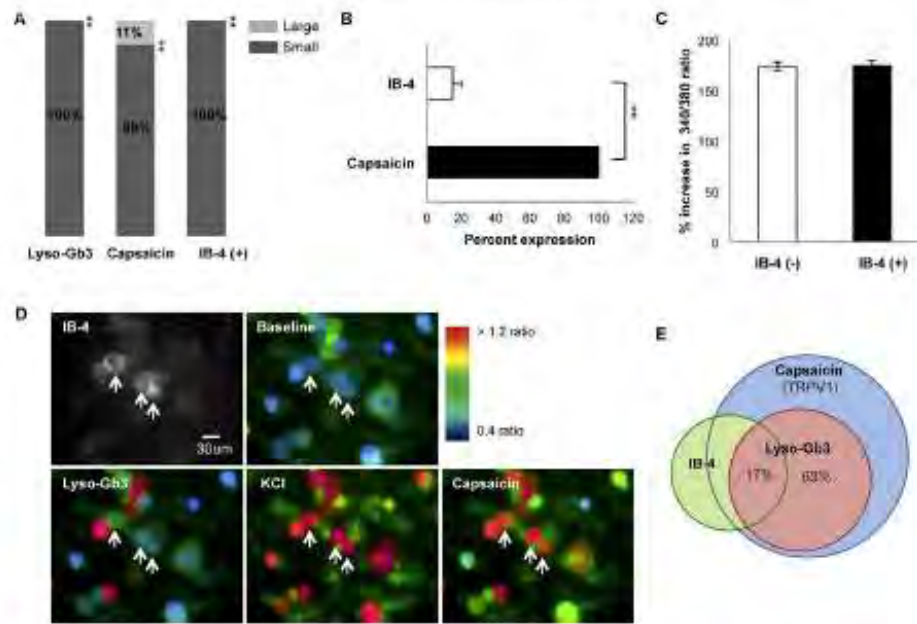 A
Large
Small
11%
100%
89%
100%
Lyso-Gb3
Capsaicin
IB-4 (+)
**
**
**
B
IB-4
Capsaicin
**
0
20
40
60
80
100
120
Percent expression
C
% increase in 340/380 ratio
200
150
100
50
0
IB-4 (-)
IB-4 (+)
D
IB-4
30um
Baseline
> 1.2 ratio
0.4 ratio
Lyso-Gb3
KCl
Capsaicin
E
Capsaicin
(TRPV1)
Lyso-Gb3
IB-4
17%